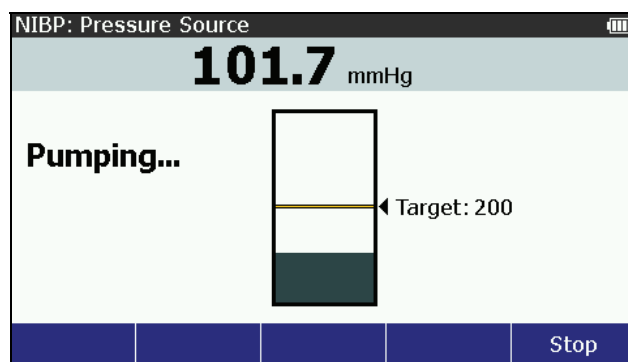 NIBP: Pressure Source
101.7 mmHg
Pumping...
Target: 200
Stop